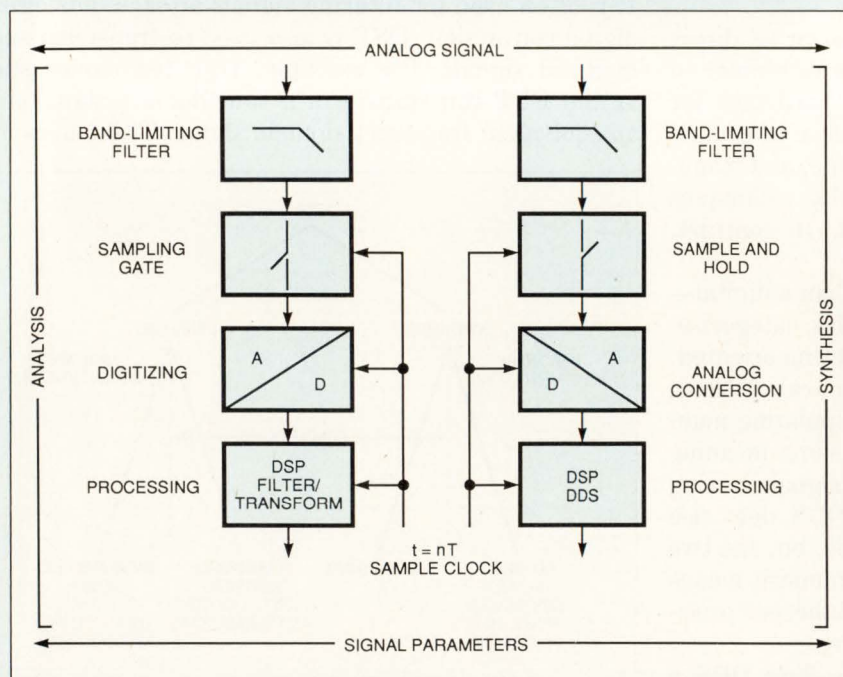 ANALOG SIGNAL
BAND-LIMITING
FILTER
BAND-LIMITING
FILTER
SAMPLING
GATE
SAMPLE AND
HOLD
ANALYSIS
SYNTHESIS
DIGITIZING
A
D
A
D
ANALOG
CONVERSION
PROCESSING
DSP
FILTER/
TRANSFORM
DSP
DDS
PROCESSING
t = nT
SAMPLE CLOCK
SIGNAL PARAMETERS